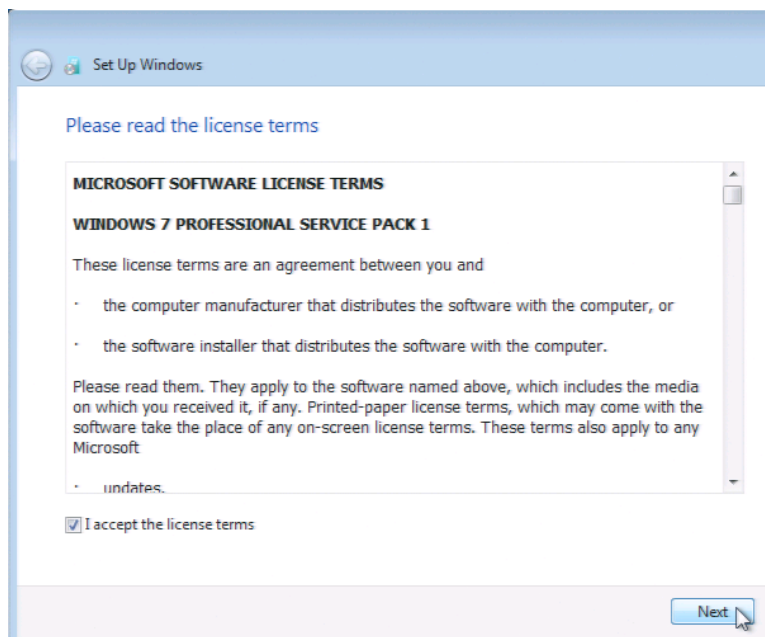 Set Up Windows
Please read the license terms
MICROSOFT SOFTWARE LICENSE TERMS
WINDOWS 7 PROFESSIONAL SERVICE PACK 1
These license terms are an agreement between you and
· the computer manufacturer that distributes the software with the computer, or
· the software installer that distributes the software with the computer.
Please read them. They apply to the software named above, which includes the media
on which you received it, if any. Printed-paper license terms, which may come with the
software take the place of any on-screen license terms. These terms also apply to any
Microsoft
· updates,
I accept the license terms
Next